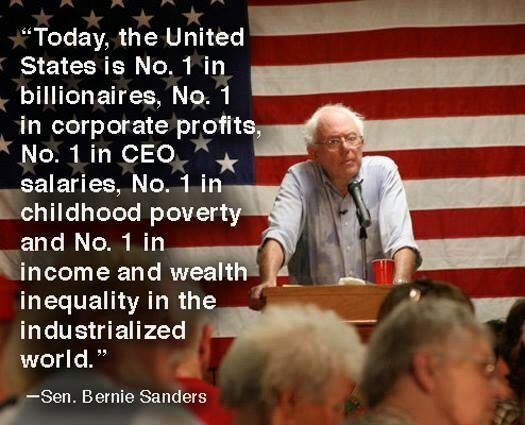 “Today, the United
States is No. 1 in
billionaires, No. 1
in corporate profits,
No. 1 in CEO
salaries, No. 1 in
childhood poverty
and No. 1 in
income and wealth
inequality in the
industrialized
world.”
—Sen. Bernie Sanders